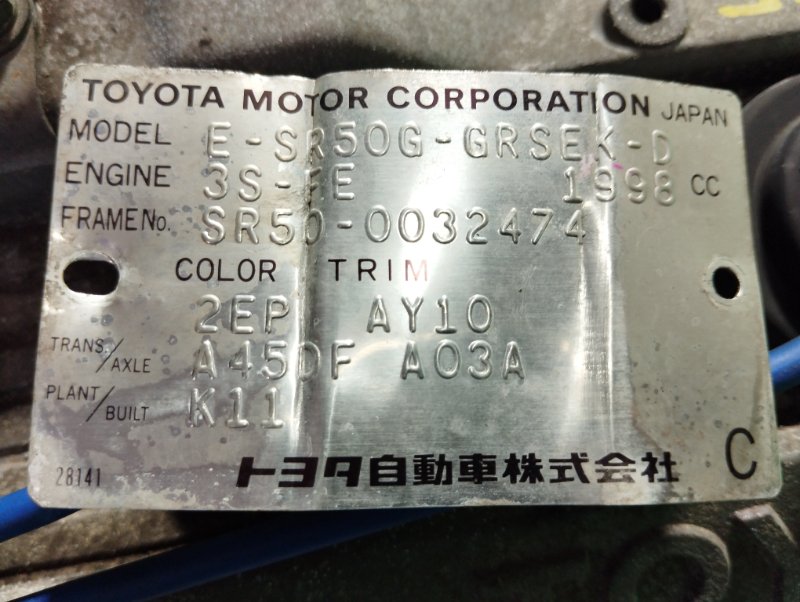 TOYOTA MOTOR CORPORATION JAPAN
MODEL E-SR50G-GRSEK-D
ENGINE 3S-FE 1998 CC
FRAME No. SR50-0032474
COLOR TRIM
2EP AY10
TRANS/AXLE A45DF A03A
PLANT/BUILT K11
28141 トヨタ自動車株式会社 C